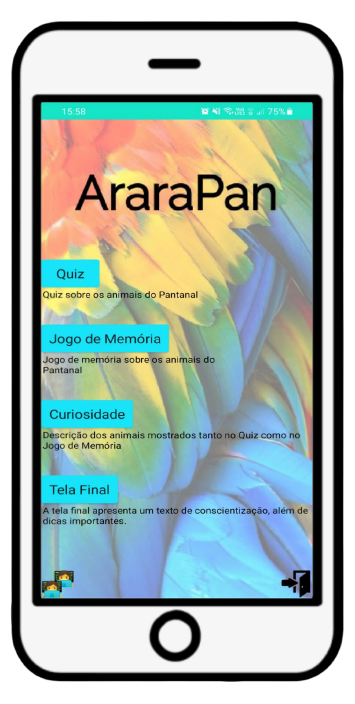 15:58 75%
AraraPan
Quiz
Quiz sobre os animais do Pantanal
Jogo de Memória
Jogo de memória sobre os animais do
Pantanal
Curiosidade
Descrição dos animais mostrados tanto no Quiz como no
Jogo de Memória
Tela Final
A tela final apresenta um texto de conscientização, além de
dicas importantes.